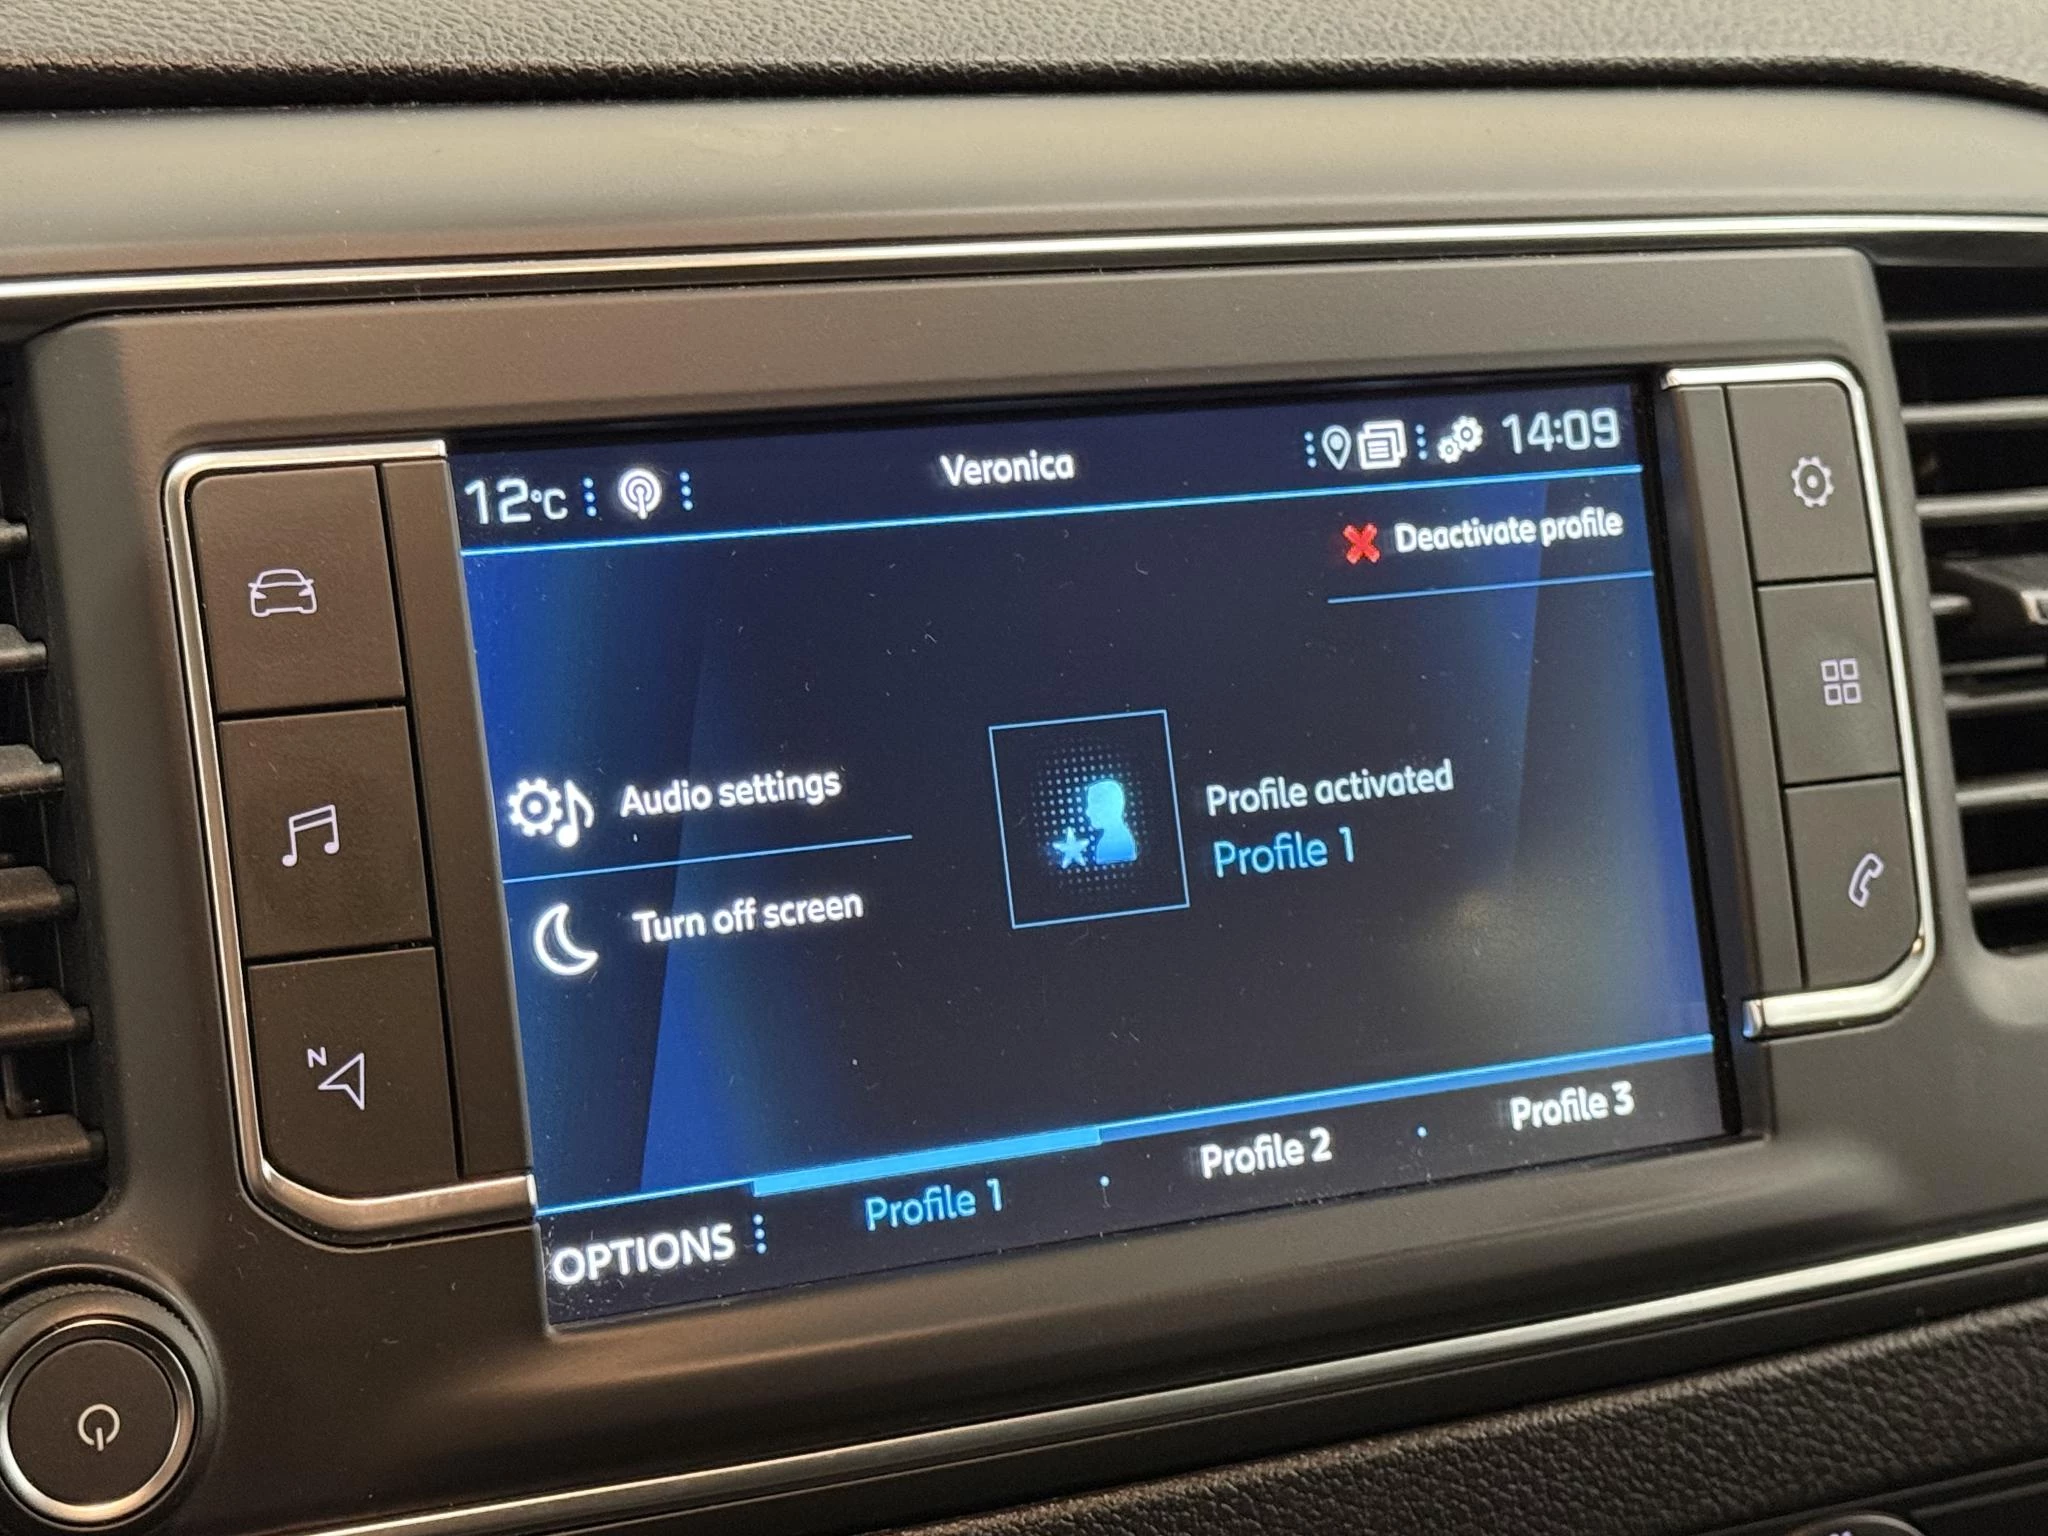 12°C
Veronica
14:09
Deactivate profile
Audio settings
Turn off screen
Profile activated
Profile 1
OPTIONS
Profile 1
Profile 2
Profile 3
N